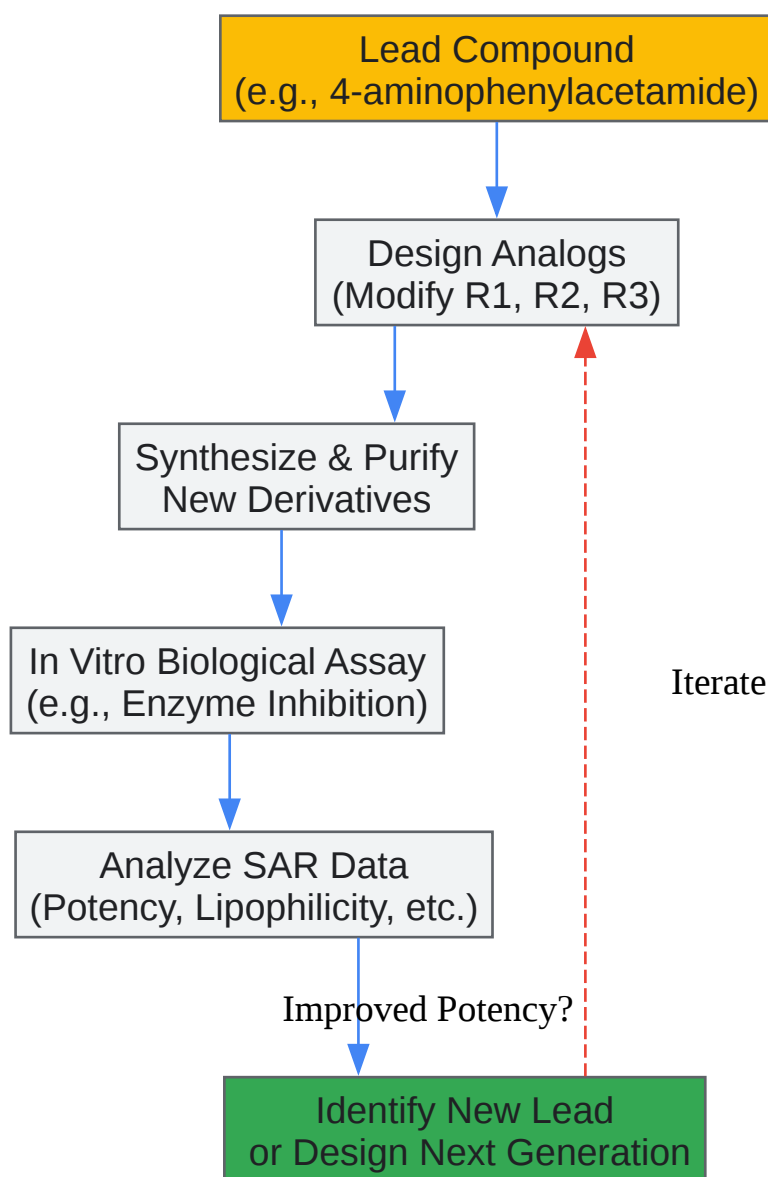 Lead Compound
(e.g., 4-aminophenylacetamide)
Design Analogs
(Modify R1, R2, R3)
Synthesize & Purify
New Derivatives
In Vitro Biological Assay
(e.g., Enzyme Inhibition)
Iterate
Analyze SAR Data
(Potency, Lipophilicity, etc.)
Improved Potency?
Identify New Lead
or Design Next Generation